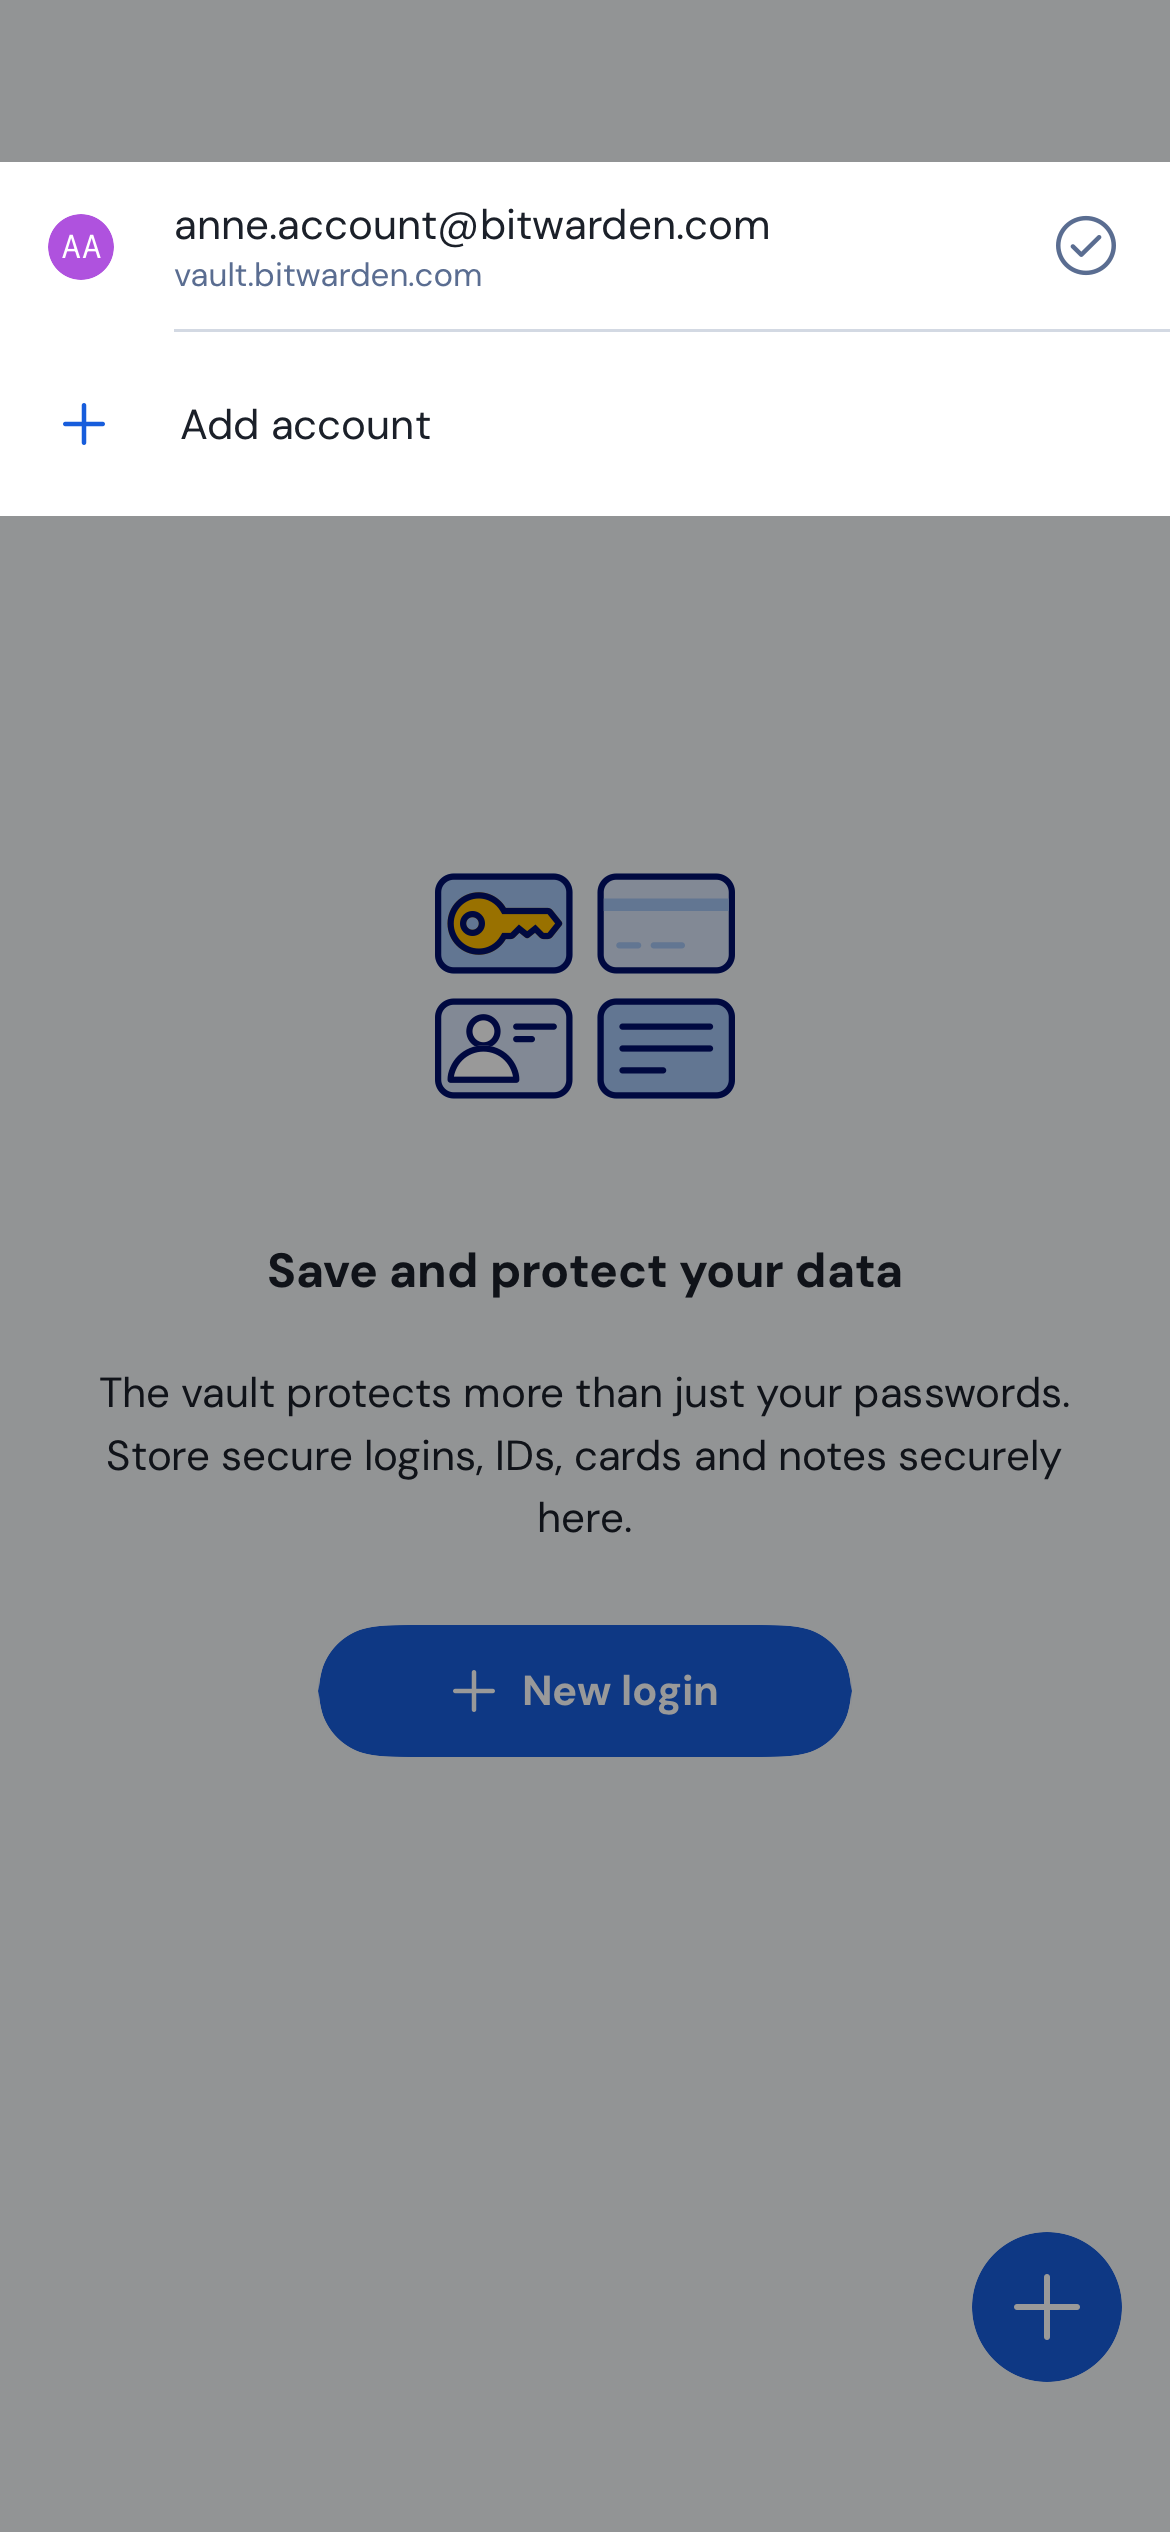 AA
anne.account@bitwarden.com
vault.bitwarden.com
Add account
Save and protect your data
The vault protects more than just your passwords.
Store secure logins, IDs, cards and notes securely
here.
New login